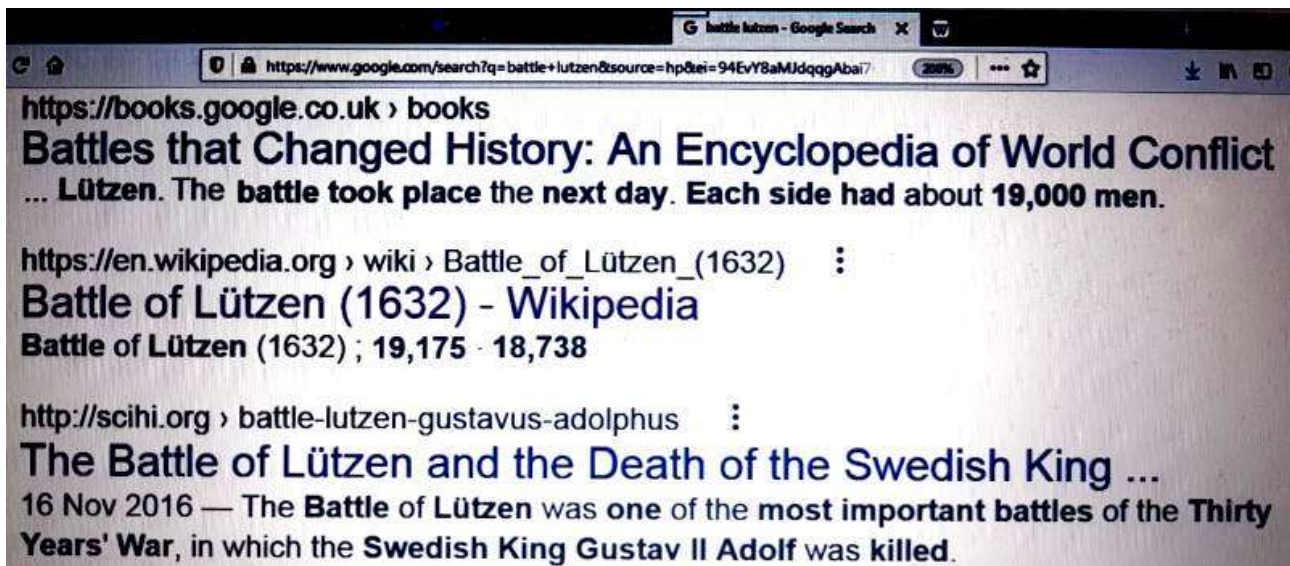 G battle lutzen - Google Search X W
https://www.google.com/search?q=battle+lutzen&source=hp&ei=94EvY8aMJdqqgAbai7 200% ...
https://books.google.co.uk › books
Battles that Changed History: An Encyclopedia of World Conflict
... Lützen. The battle took place the next day. Each side had about 19,000 men.
https://en.wikipedia.org › wiki › Battle_of_Lützen_(1632)
Battle of Lützen (1632) - Wikipedia
Battle of Lützen (1632) ; 19,175 · 18,738
http://scihi.org › battle-lutzen-gustavus-adolphus
The Battle of Lützen and the Death of the Swedish King ...
16 Nov 2016 — The Battle of Lützen was one of the most important battles of the Thirty
Years' War, in which the Swedish King Gustav II Adolf was killed.